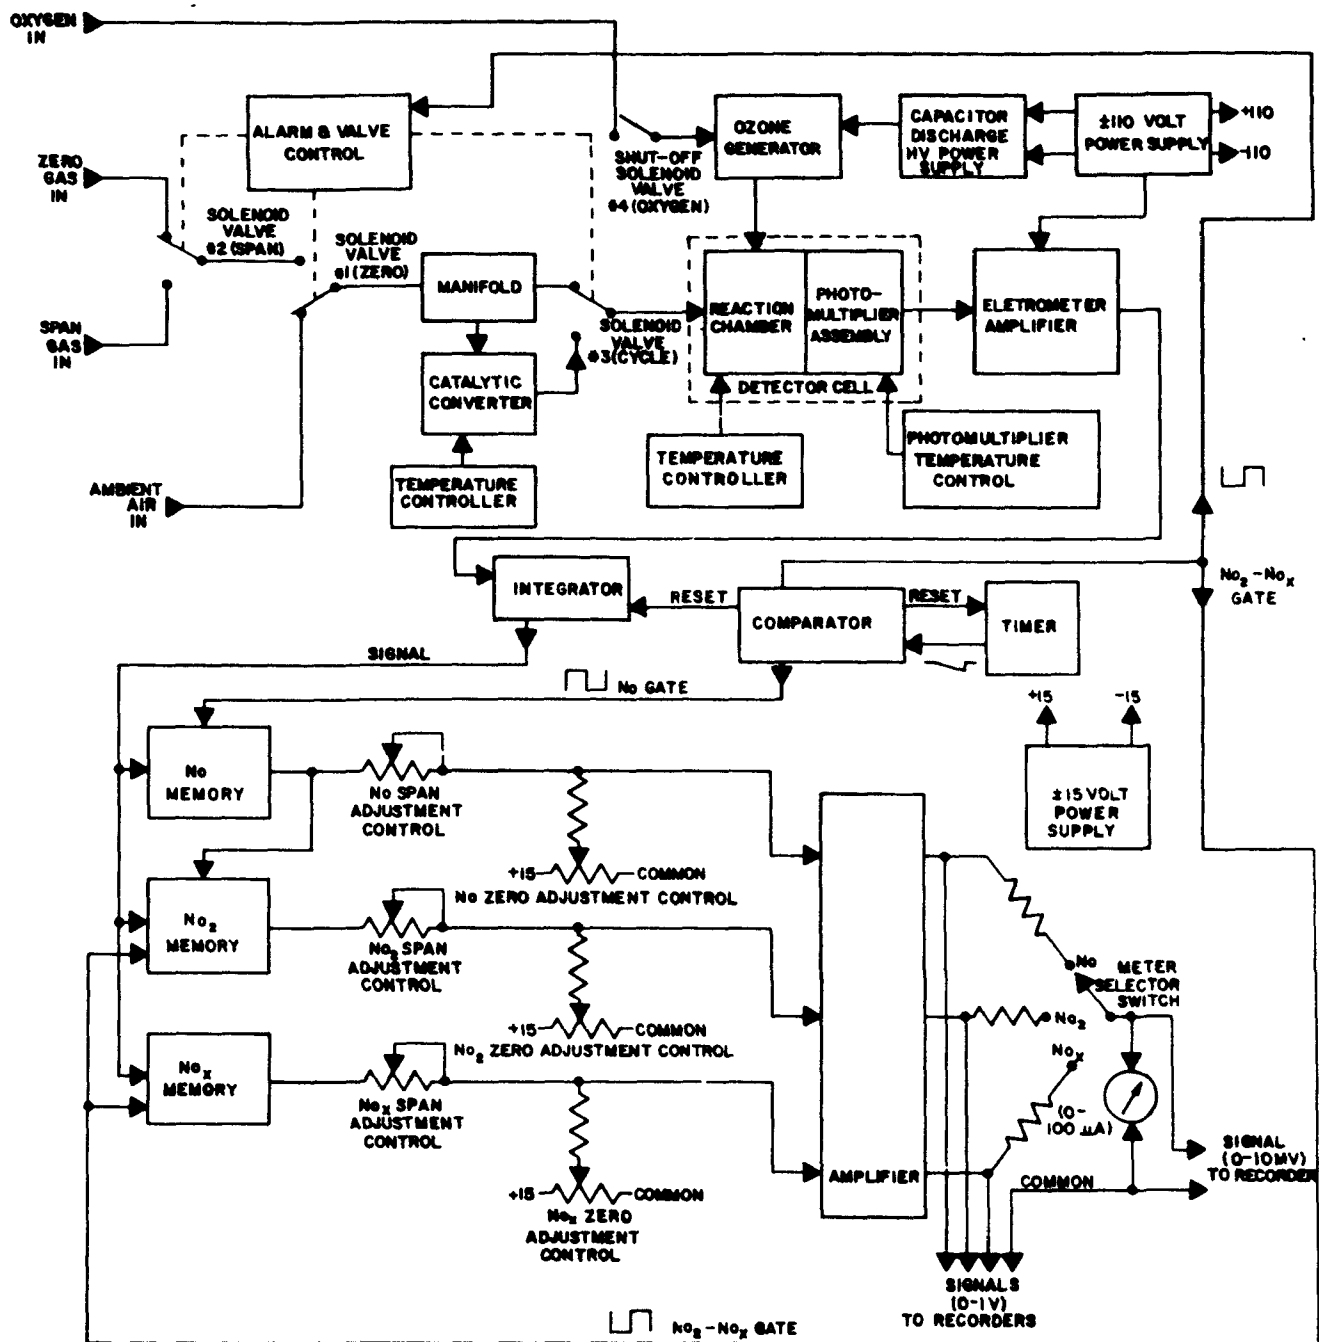 OXYGEN
IN
ALARM & VALVE
CONTROL
OZONE
GENERATOR
CAPACITOR
DISCHARGE
HV POWER
SUPPLY
±110 VOLT
POWER SUPPLY
+110
-110
ZERO
GAS
IN
SHUT-OFF
SOLENOID
VALVE
#4 (OXYGEN)
SOLENOID
VALVE
#2 (SPAN)
SOLENOID
VALVE
#1 (ZERO)
MANIFOLD
SPAN
GAS
IN
SOLENOID
VALVE
#3 (CYCLE)
REACTION
CHAMBER
PHOTO-
MULTIPLIER
ASSEMBLY
DETECTOR CELL
ELETROMETER
AMPLIFIER
CATALYTIC
CONVERTER
TEMPERATURE
CONTROLLER
TEMPERATURE
CONTROLLER
PHOTOMULTIPLIER
TEMPERATURE
CONTROL
AMBIENT
AIR
IN
INTEGRATOR
RESET
COMPARATOR
RESET
TIMER
No2-Nox
GATE
SIGNAL
No GATE
+15
-15
±15 VOLT
POWER
SUPPLY
No
MEMORY
No SPAN
ADJUSTMENT
CONTROL
+15
COMMON
No ZERO ADJUSTMENT CONTROL
No2
MEMORY
No2 SPAN
ADJUSTMENT
CONTROL
+15
COMMON
No2 ZERO ADJUSTMENT CONTROL
Nox
MEMORY
Nox SPAN
ADJUSTMENT
CONTROL
+15
COMMON
Nox ZERO
ADJUSTMENT
CONTROL
AMPLIFIER
No
METER
SELECTOR
SWITCH
No2
Nox
(0-
100 µA)
SIGNAL
(0-10MV)
TO RECORDER
COMMON
SIGNALS
(0-1V)
TO RECORDERS
No2-Nox GATE